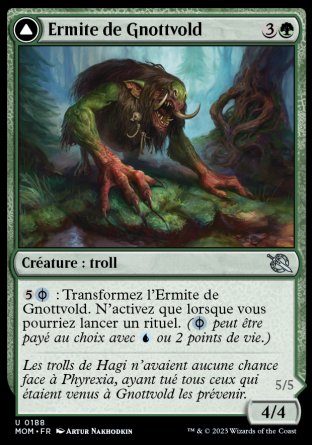 Ermite de Gnottvold 3
Créature : troll
5 : Transformez l'Ermite de
Gnottvold. N'activez que lorsque vous
pourriez lancer un rituel. ( peut être
payé au choix avec ou 2 points de vie.)
Les trolls de Hagi n'avaient aucune chance
face à Phyrexia, ayant tué tous ceux qui
étaient venus à Gnottvold les prévenir.
5/5
4/4
U 0188
MOM • FR Artur Nakhodkin
™ & © 2023 Wizards of the Coast